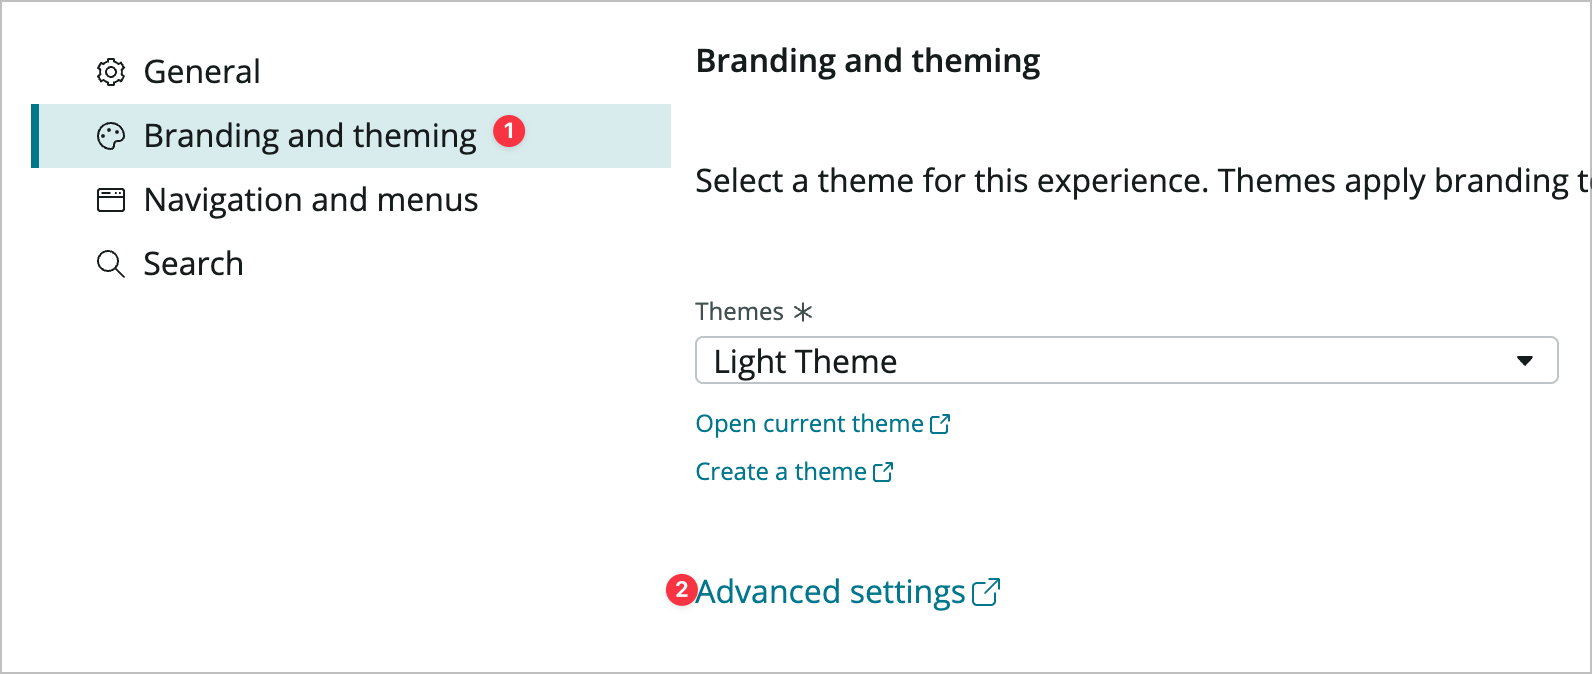 General
Branding and theming 1
Navigation and menus
Search
Branding and theming
Select a theme for this experience. Themes apply branding
Themes *
Light Theme
Open current theme
Create a theme
2 Advanced settings